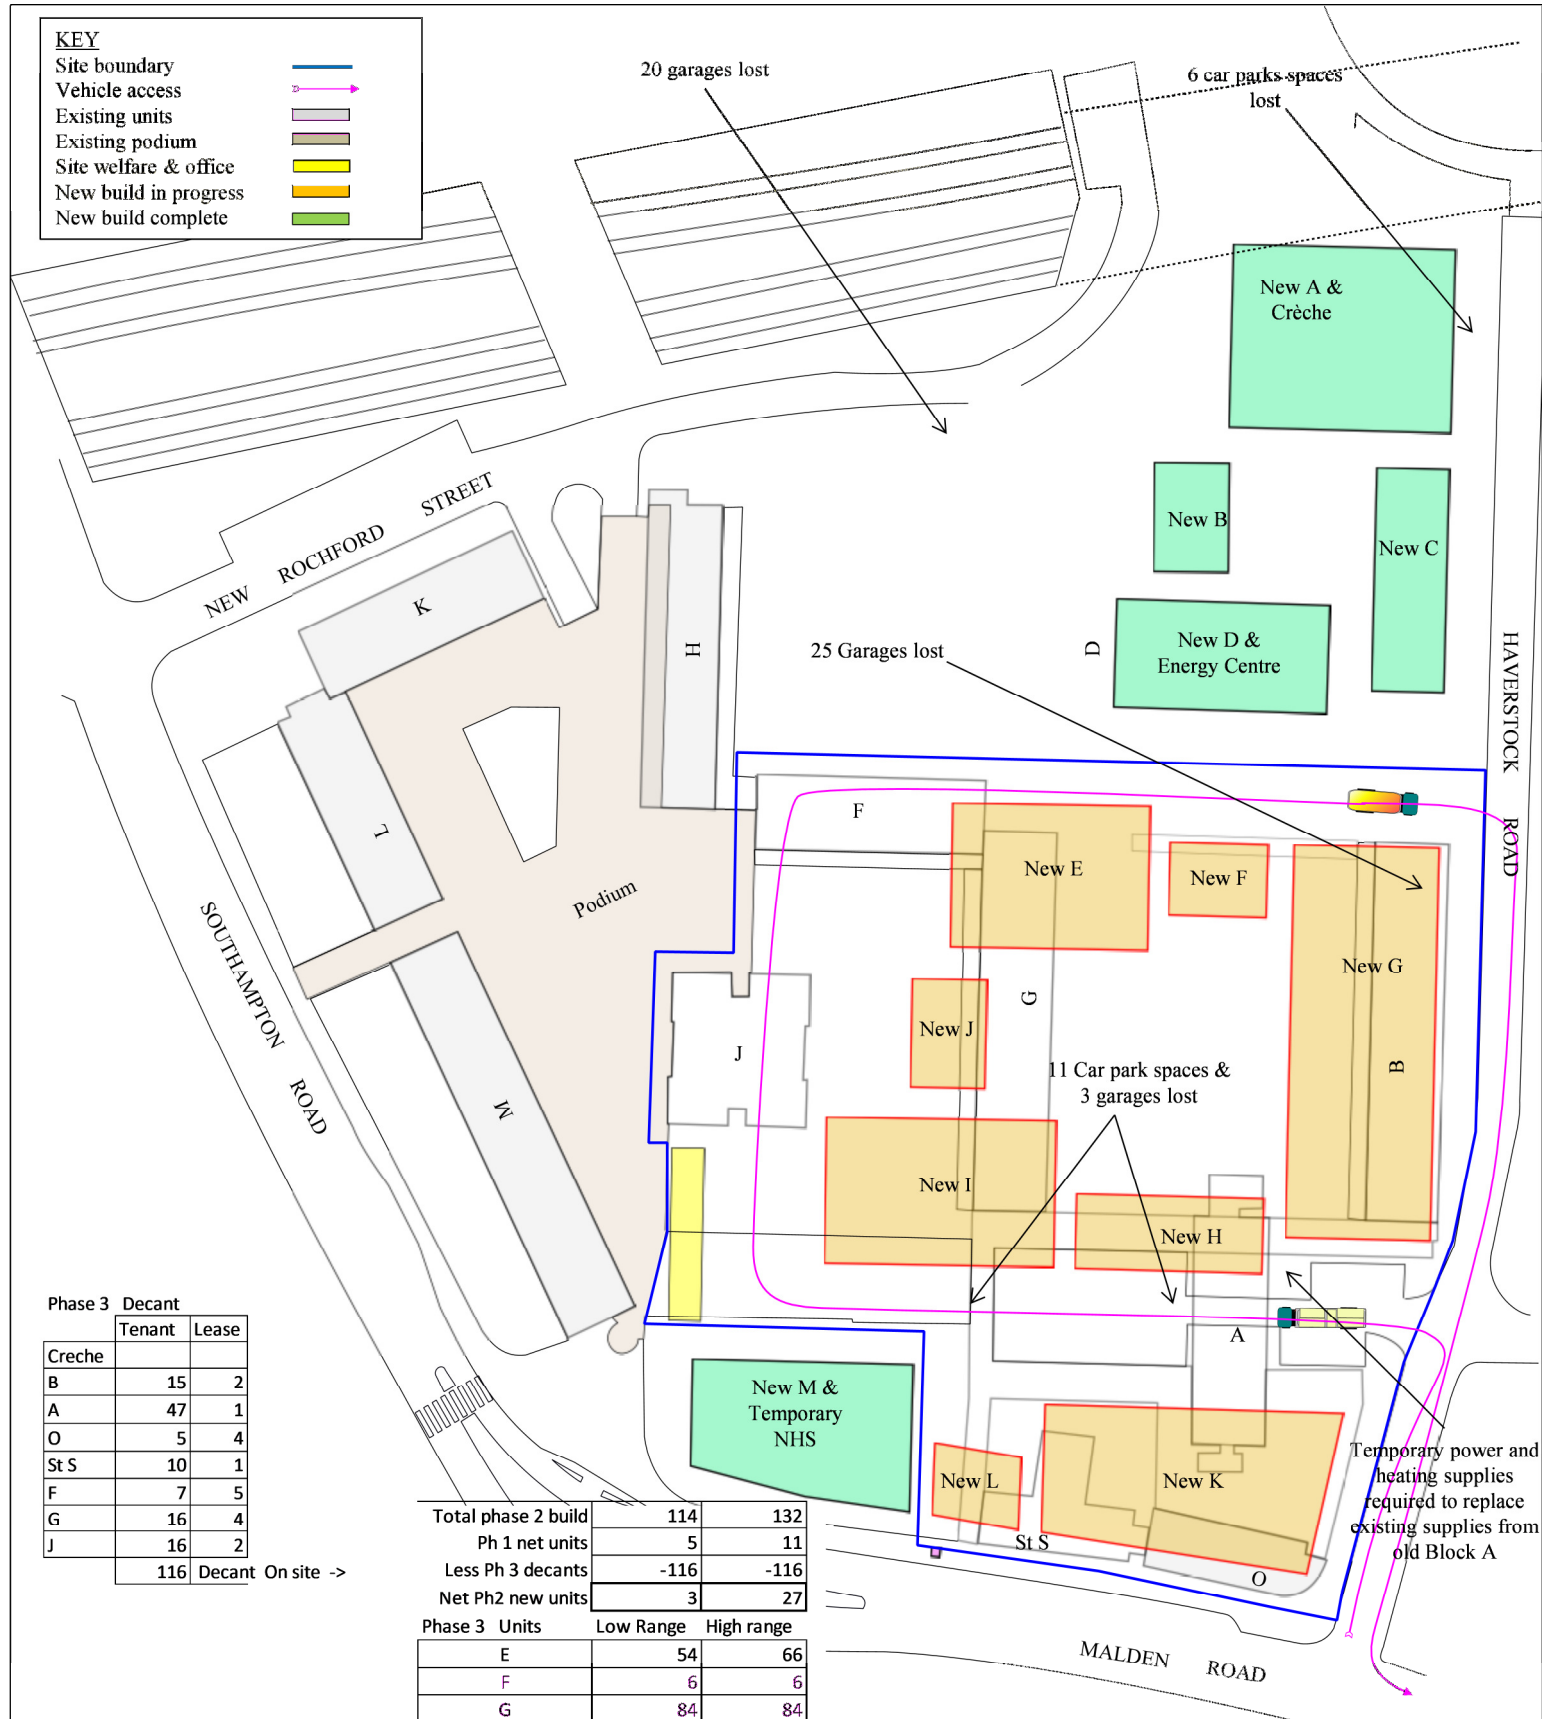 KEY
Site boundary
Vehicle access
Existing units
Existing podium
Site welfare & office
New build in progress
New build complete
20 garages lost
6 car parks spaces
lost
New A &
Crèche
New B
New C
New D &
Energy Centre
D
25 Garages lost
HAVERSTOCK ROAD
NEW ROCHFORD STREET
K
H
L
Podium
M
SOUTHAMPTON ROAD
F
New E
New F
New G
G
B
New J
J
11 Car park spaces &
3 garages lost
New I
New H
A
New M &
Temporary
NHS
New L
New K
St S
O
Temporary power and
heating supplies
required to replace
existing supplies from
old Block A
MALDEN ROAD
Phase 3 Decant
Tenant Lease
Creche
B 15 2
A 47 1
O 5 4
St S 10 1
F 7 5
G 16 4
J 16 2
116 Decant On site ->
Total phase 2 build 114 132
Ph 1 net units 5 11
Less Ph 3 decants -116 -116
Net Ph2 new units 3 27
Phase 3 Units Low Range High range
E 54 66
F 6 6
G 84 84